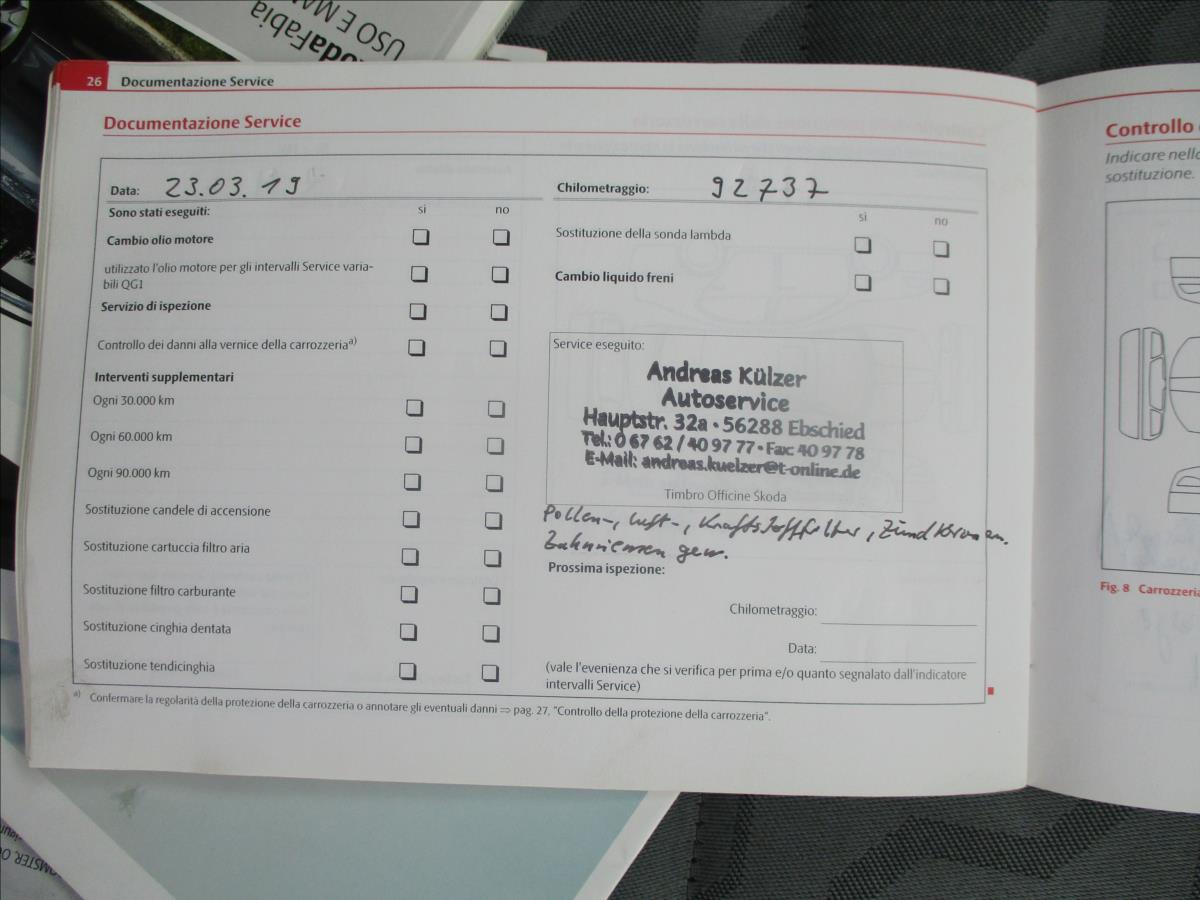 USO E MA
odaFabia
26 Documentazione Service
Documentazione Service
Data: 23.03.19
Chilometraggio: 92737
Sono stati eseguiti: si no
Cambio olio motore
utilizzato l'olio motore per gli intervalli Service varia-
bili QG1
Servizio di ispezione
Controllo dei danni alla vernice della carrozzeria a)
Interventi supplementari
Ogni 30.000 km
Ogni 60.000 km
Ogni 90.000 km
Sostituzione candele di accensione
Sostituzione cartuccia filtro aria
Sostituzione filtro carburante
Sostituzione cinghia dentata
Sostituzione tendicinghia
si no
Sostituzione della sonda lambda
Cambio liquido freni
Service eseguito:
Andreas Külzer
Autoservice
Hauptstr. 32a • 56288 Ebschied
Tel.: 0 67 62 / 40 97 77 • Fax: 40 97 78
E-Mail: andreas.kuelzer@t-online.de
Timbro Officine Škoda
Pollen-, Luft-, Kraftstofffilter,
Zahnriemen gew.
Prossima ispezione:
Chilometraggio:
Data:
(vale l'evenienza che si verifica per prima e/o quanto segnalato dall'indicatore
intervalli Service)
a) Confermare la regolarità della protezione della carrozzeria o annotare gli eventuali danni ⇒ pag. 27, "Controllo della protezione della carrozzeria".
Controllo
Indicare nello
sostituzione.
Fig. 8 Carrozzeria